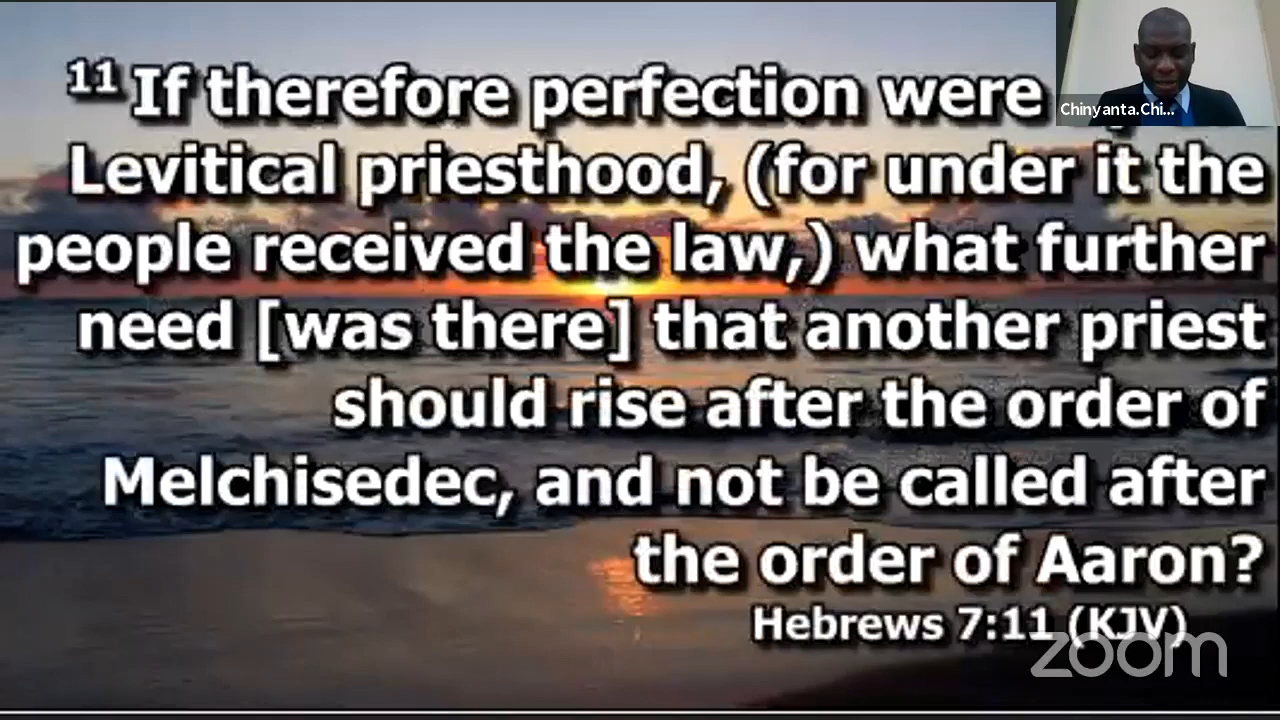 11 If therefore perfection were
Levitical priesthood, (for under it the
people received the law,) what further
need [was there] that another priest
should rise after the order of
Melchisedec, and not be called after
the order of Aaron?
Hebrews 7:11 (KJV)
Chinyanta.Chi...
zoom